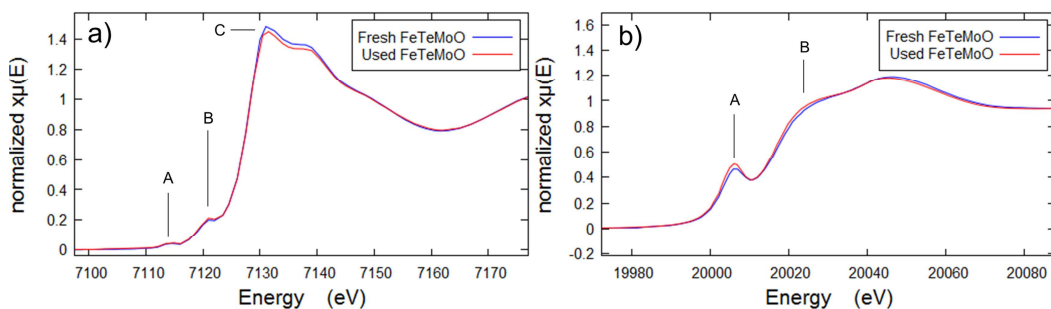 a)
C
Fresh FeTeMoO
Used FeTeMoO
B
A
normalized xμ(E)
1.4
1.2
1
0.8
0.6
0.4
0.2
0
7100 7110 7120 7130 7140 7150 7160 7170
Energy (eV)
b)
Fresh FeTeMoO
Used FeTeMoO
B
A
normalized xμ(E)
1.6
1.4
1.2
1.0
0.8
0.6
0.4
0.2
0
-0.2
19980 20000 20020 20040 20060 20080
Energy (eV)